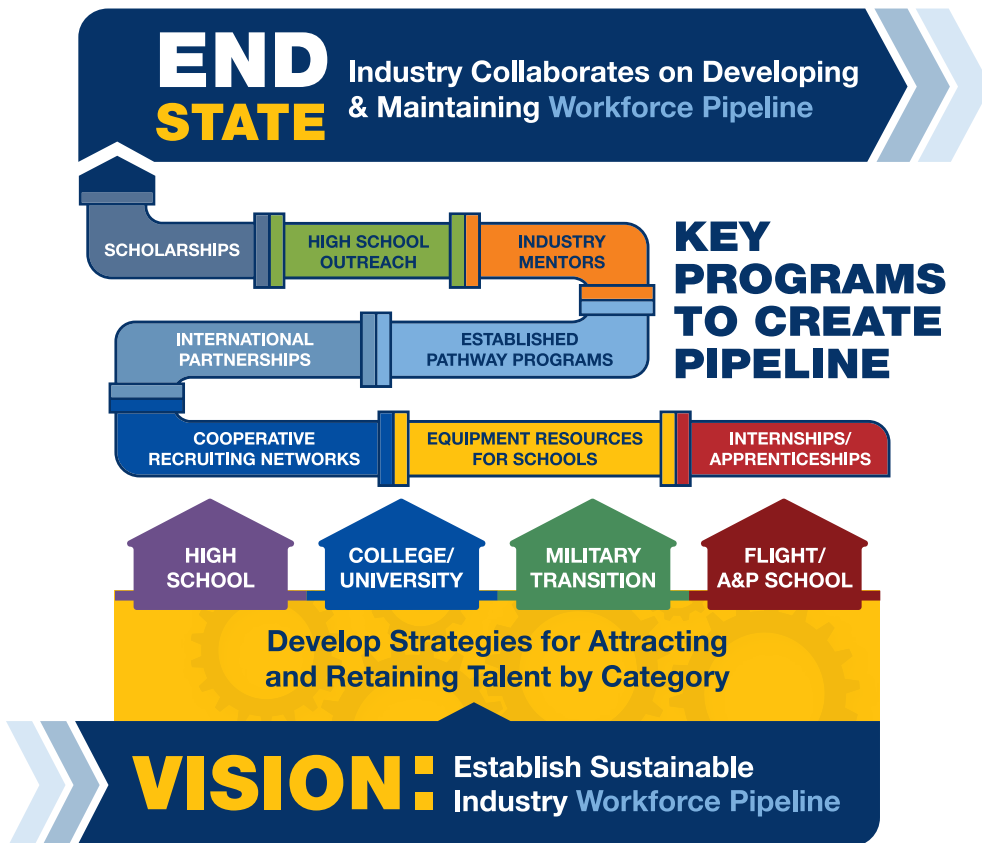 END
STATE
Industry Collaborates on Developing
& Maintaining Workforce Pipeline
SCHOLARSHIPS
HIGH SCHOOL
OUTREACH
INDUSTRY
MENTORS
KEY
PROGRAMS
TO CREATE
PIPELINE
INTERNATIONAL
PARTNERSHIPS
ESTABLISHED
PATHWAY PROGRAMS
COOPERATIVE
RECRUITING NETWORKS
EQUIPMENT RESOURCES
FOR SCHOOLS
INTERNSHIPS/
APPRENTICESHIPS
HIGH
SCHOOL
COLLEGE/
UNIVERSITY
MILITARY
TRANSITION
FLIGHT/
A&P SCHOOL
Develop Strategies for Attracting
and Retaining Talent by Category
VISION:
Establish Sustainable
Industry Workforce Pipeline